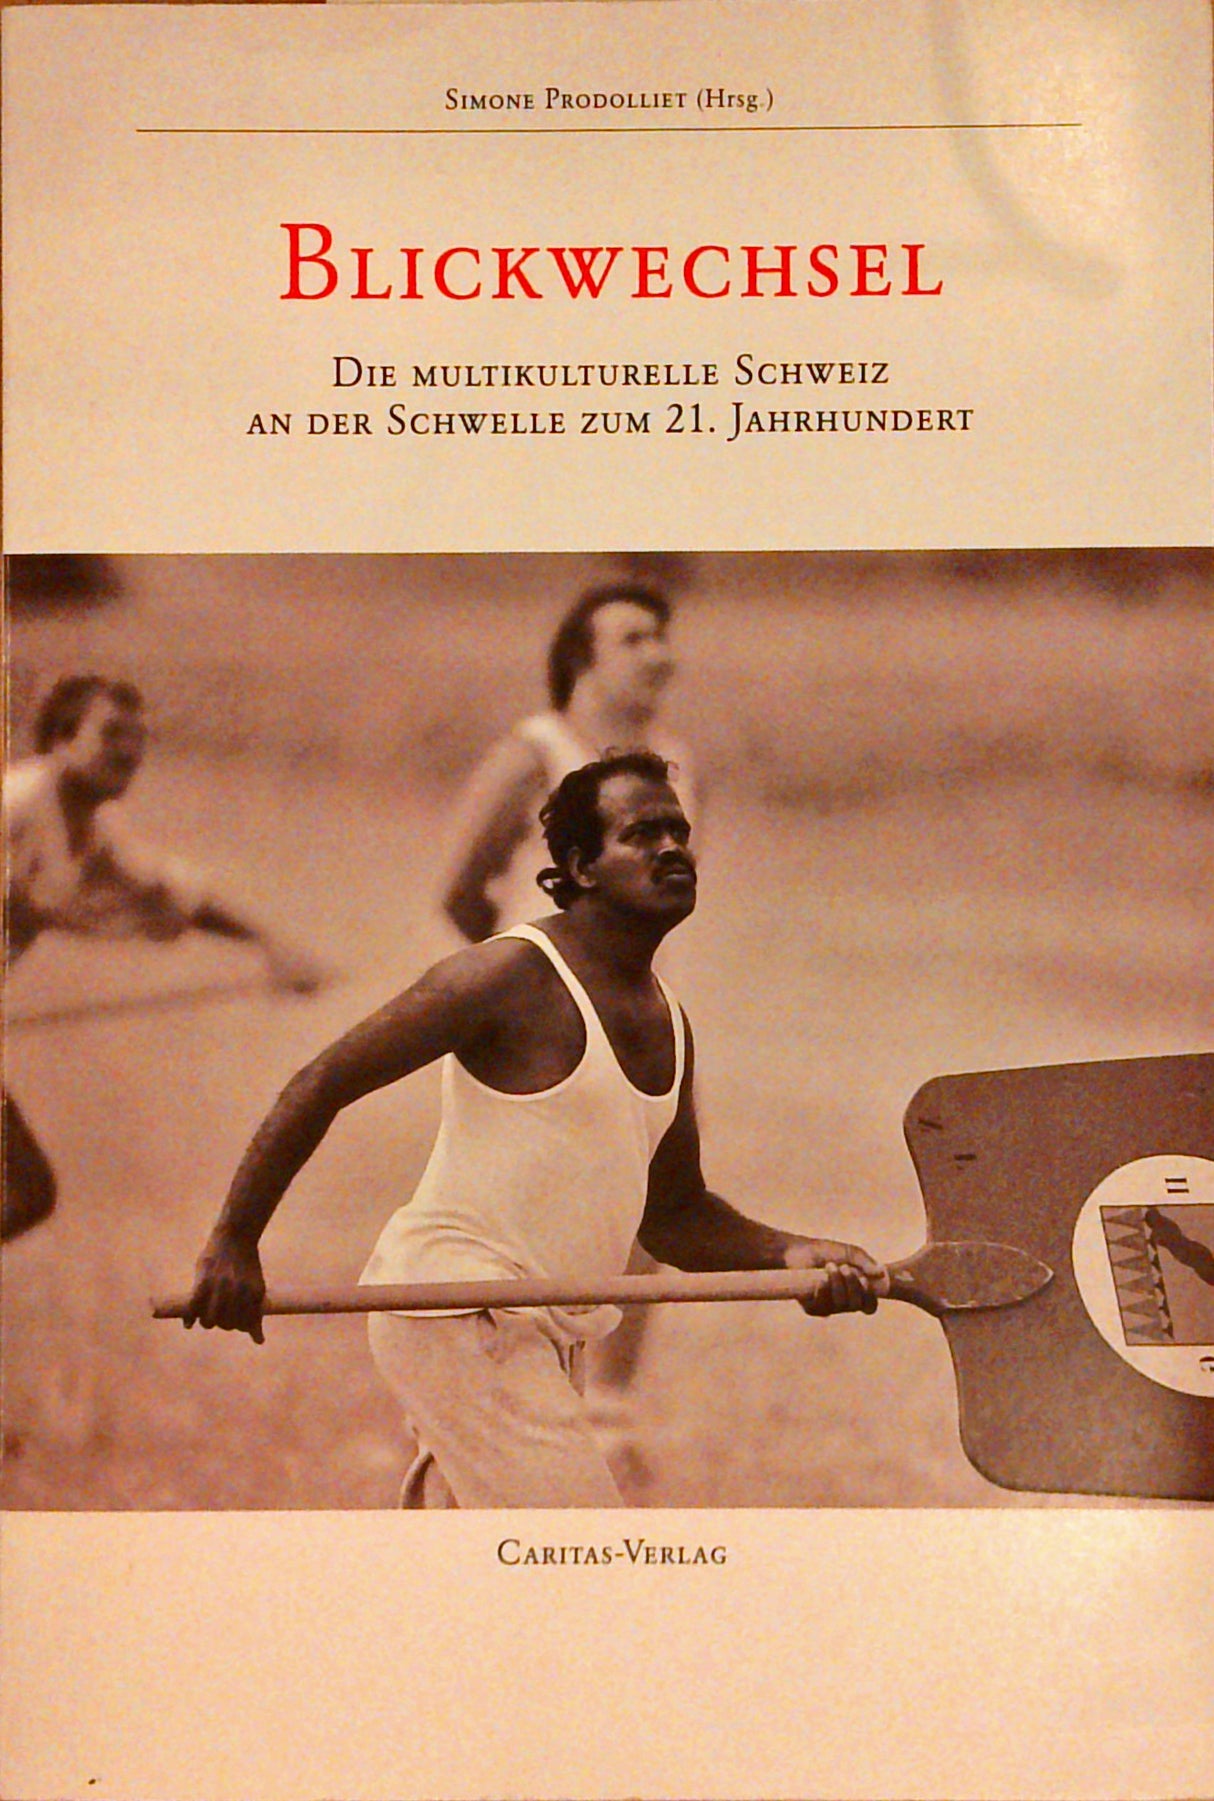 Simone Prodolliet (Hrsg.)
Blickwechsel
Die multikulturelle Schweiz
an der Schwelle zum 21. Jahrhundert
Caritas-Verlag